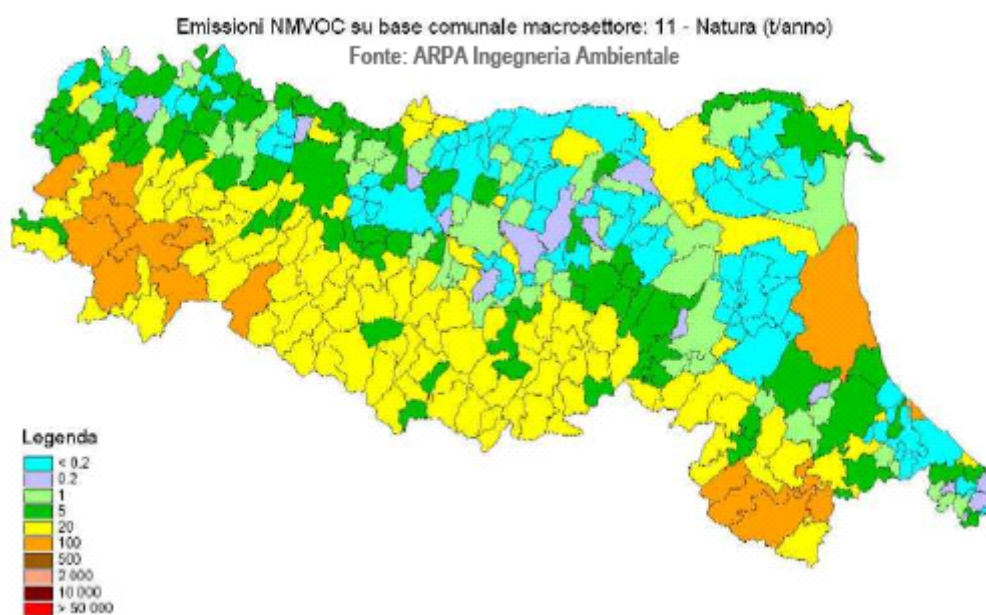 Emissioni NMVOC su base comunale macrosettore: 11 - Natura (t/anno)
Fonte: ARPA Ingegneria Ambientale
Legenda
< 0.2
0.2
1
5
20
100
500
2 000
10 000
> 50 000